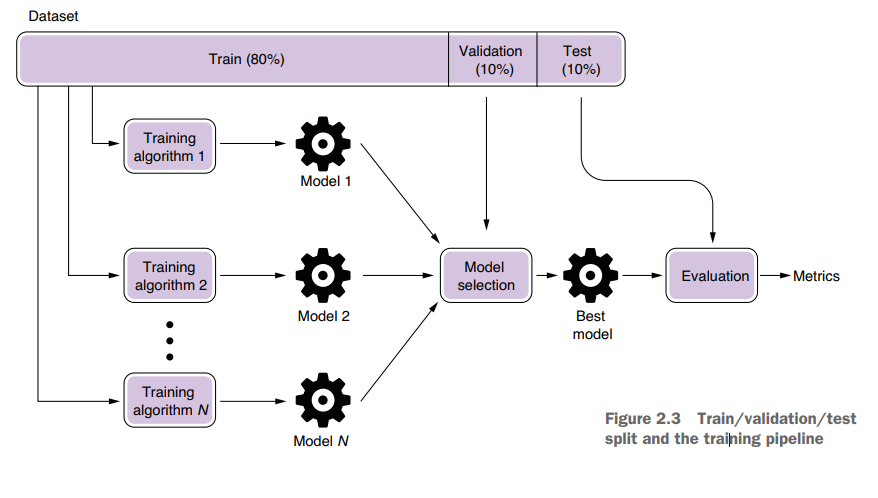 Dataset
Train (80%)
Validation
(10%)
Test
(10%)
Training
algorithm 1
Model 1
Training
algorithm 2
Model 2
Model
selection
Best
model
Evaluation
Metrics
Training
algorithm N
Model N
Figure 2.3 Train/validation/test
split and the training pipeline